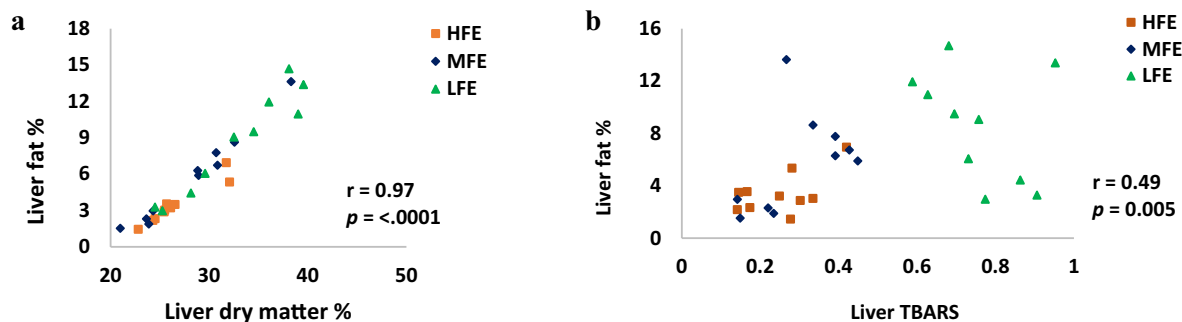 a
18
15
12
9
6
3
0
Liver fat %
20 30 40 50
Liver dry matter %
HFE
MFE
LFE
r = 0.97
p = <.0001
b
16
12
8
4
0
Liver fat %
0 0.2 0.4 0.6 0.8 1
Liver TBARS
HFE
MFE
LFE
r = 0.49
p = 0.005